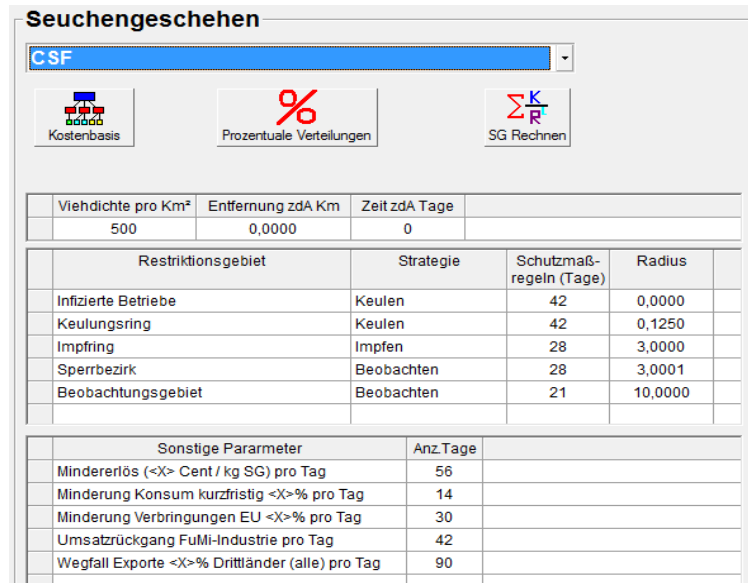 Seuchengeschehen
CSF
Kostenbasis
Prozentuale Verteilungen
SG Rechnen
Viehdichte pro Km² Entfernung zdA Km Zeit zdA Tage
500 0,0000 0
Restriktionsgebiet Strategie Schutzmaß- Radius
regeln (Tage)
Infizierte Betriebe Keulen 42 0,0000
Keulungsring Keulen 42 0,1250
Impfring Impfen 28 3,0000
Sperrbezirk Beobachten 28 3,0001
Beobachtungsgebiet Beobachten 21 10,0000
Sonstige Pararmeter Anz.Tage
Mindererlös (<X> Cent / kg SG) pro Tag 56
Minderung Konsum kurzfristig <X>% pro Tag 14
Minderung Verbringungen EU <X>% pro Tag 30
Umsatzrückgang FuMi-Industrie pro Tag 42
Wegfall Exporte <X>% Drittländer (alle) pro Tag 90